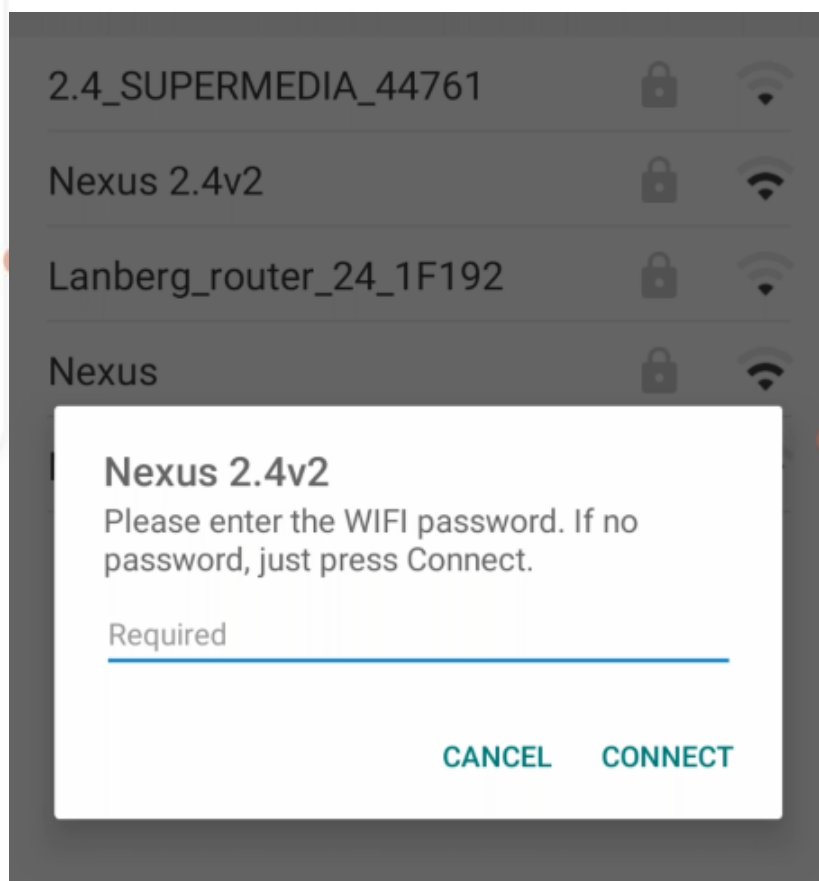 2.4_SUPERMEDIA_44761
Nexus 2.4v2
Lanberg_router_24_1F192
Nexus
Nexus 2.4v2
Please enter the WIFI password. If no
password, just press Connect.
Required
CANCEL CONNECT